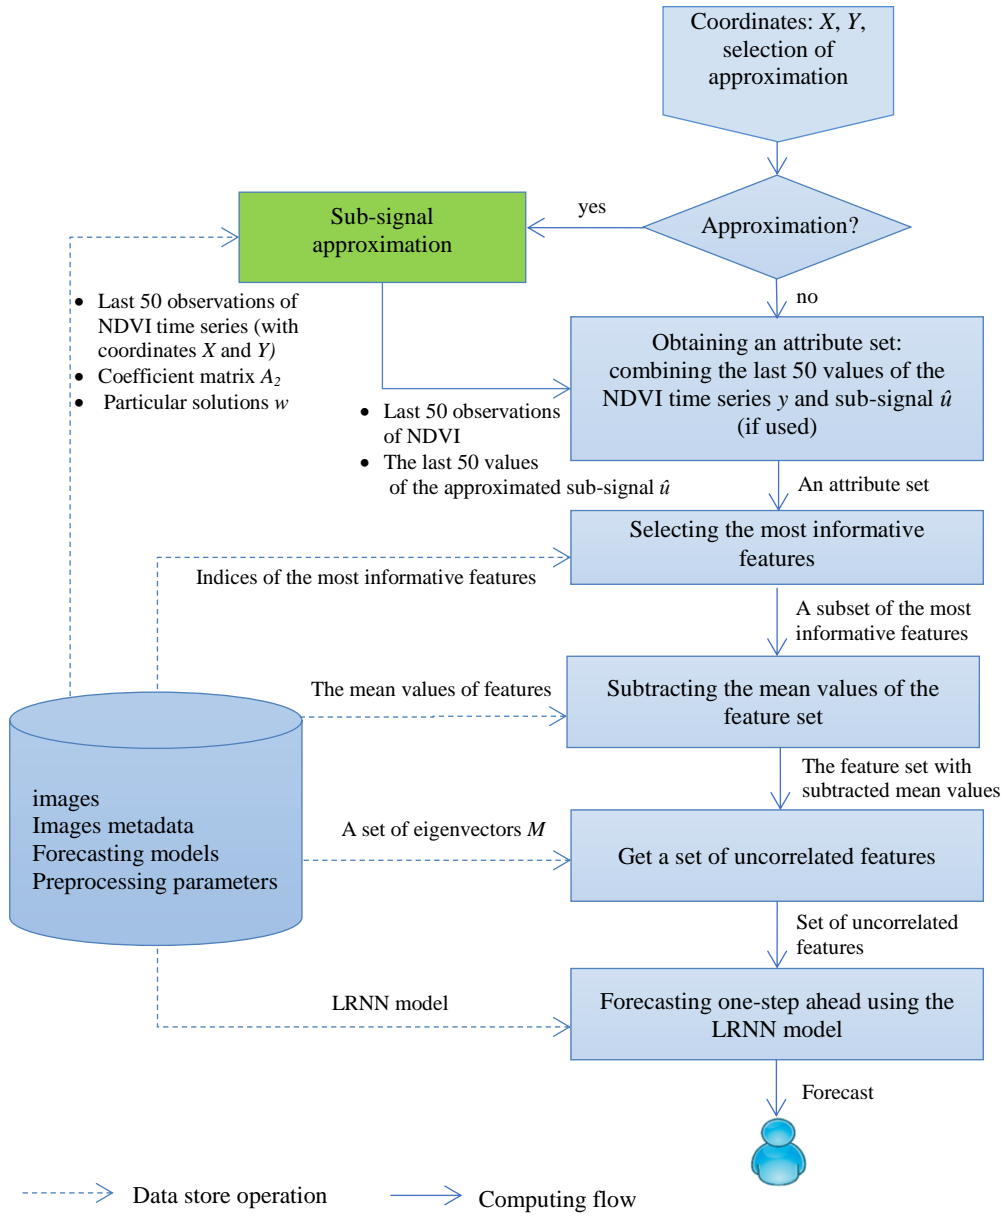 Coordinates: X, Y,
selection of
approximation
Approximation?
yes
no
Sub-signal
approximation
• Last 50 observations of
NDVI time series (with
coordinates X and Y)
• Coefficient matrix A2
• Particular solutions w
Obtaining an attribute set:
combining the last 50 values of the
NDVI time series y and sub-signal û
(if used)
• Last 50 observations
of NDVI
• The last 50 values
of the approximated sub-signal û
An attribute set
Selecting the most informative
features
Indices of the most informative features
A subset of the most
informative features
Subtracting the mean values of the
feature set
The mean values of features
The feature set with
subtracted mean values
images
Images metadata
Forecasting models
Preprocessing parameters
A set of eigenvectors M
Get a set of uncorrelated features
Set of uncorrelated
features
LRNN model
Forecasting one-step ahead using the
LRNN model
Forecast
Data store operation
Computing flow